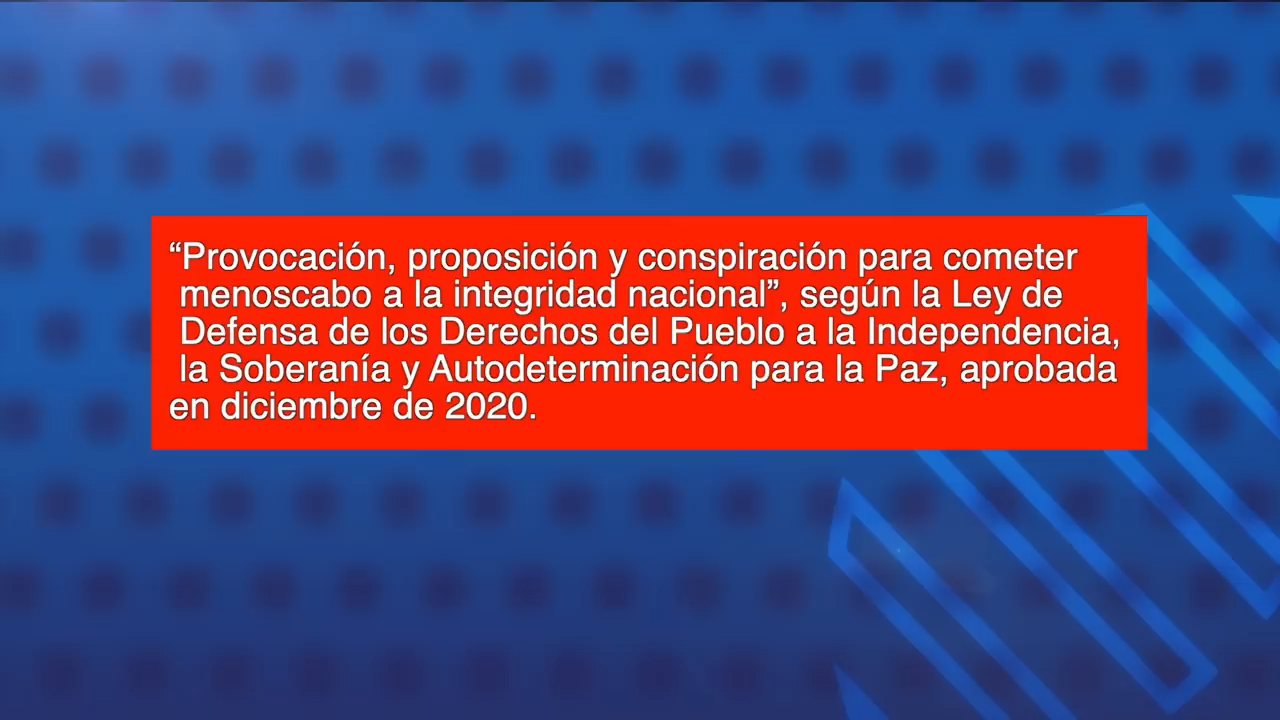 “Provocación, proposición y conspiración para cometer
menoscabo a la integridad nacional”, según la Ley de
Defensa de los Derechos del Pueblo a la Independencia,
la Soberanía y Autodeterminación para la Paz, aprobada
en diciembre de 2020.